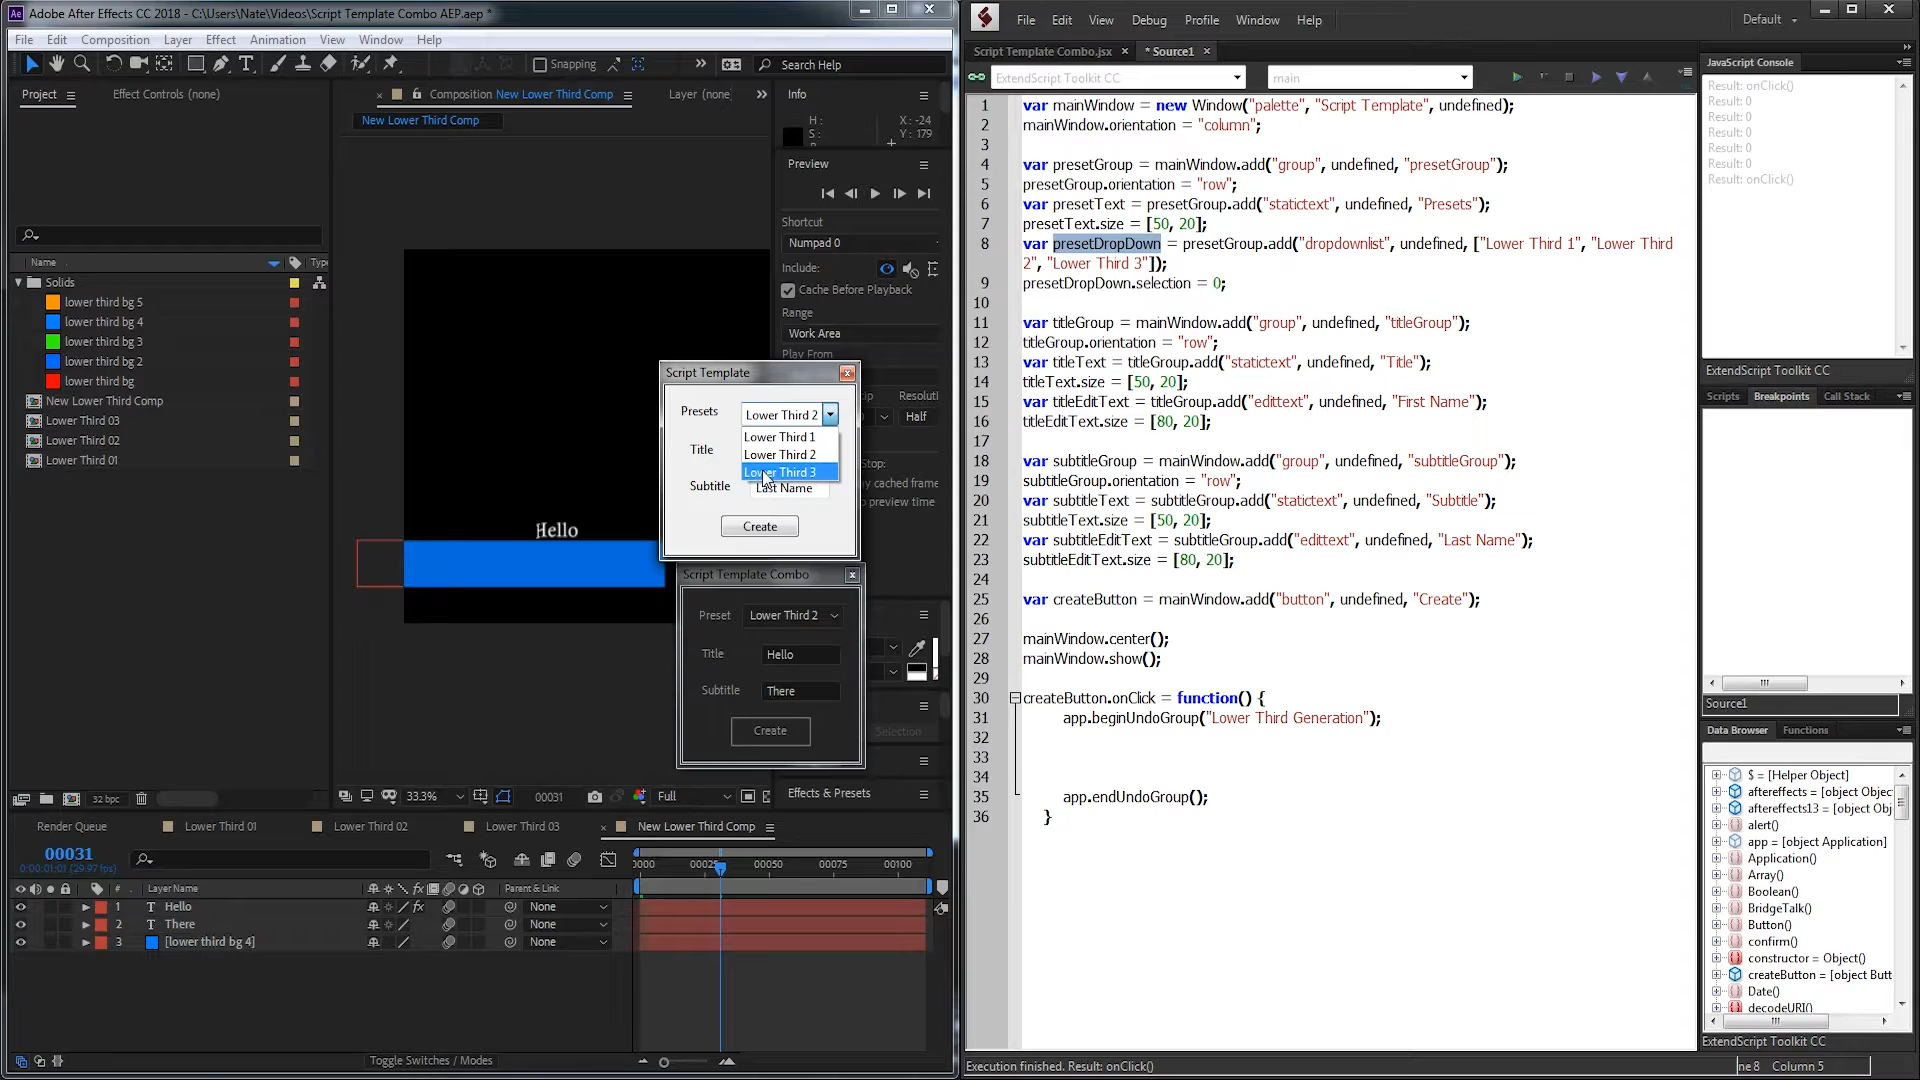 Adobe After Effects CC 2018 - C:\Users\Nate\Videos\Script Template Combo AEP.aep *
File Edit Composition Layer Effect Animation View Window Help
Snapping
Search Help
Project
Effect Controls (none)
Composition New Lower Third Comp
Layer (none)
New Lower Third Comp
Name
Type
Solids
lower third bg 5
lower third bg 4
lower third bg 3
lower third bg 2
lower third bg
New Lower Third Comp
Lower Third 03
Lower Third 02
Lower Third 01
32 bpc
Hello
33.3%
00031
Full
Info
H :
S :
X : -24
Y : 179
Preview
Shortcut
Numpad 0
Include:
Cache Before Playback
Range
Work Area
Play From
Resoluti
Half
Stop:
Effects & Presets
Script Template
Presets
Lower Third 2
Lower Third 1
Lower Third 2
Lower Third 3
Title
Subtitle
Last Name
Create
Script Template Combo
Preset
Lower Third 2
Title
Hello
Subtitle
There
Create
Selection
Render Queue
Lower Third 01
Lower Third 02
Lower Third 03
New Lower Third Comp
00031
0:00:01:01 (29.97 fps)
0000 00025 00050 00075 00100
# Layer Name
Parent & Link
1 T Hello None
2 T There None
3 [lower third bg 4] None
Toggle Switches / Modes
File Edit View Debug Profile Window Help
Default
Script Template Combo.jsx
* Source1
ExtendScript Toolkit CC
main
1 var mainWindow = new Window("palette", "Script Template", undefined);
2 mainWindow.orientation = "column";
3
4 var presetGroup = mainWindow.add("group", undefined, "presetGroup");
5 presetGroup.orientation = "row";
6 var presetText = presetGroup.add("statictext", undefined, "Presets");
7 presetText.size = [50, 20];
8 var presetDropDown = presetGroup.add("dropdownlist", undefined, ["Lower Third 1", "Lower Third
2", "Lower Third 3"]);
9 presetDropDown.selection = 0;
10
11 var titleGroup = mainWindow.add("group", undefined, "titleGroup");
12 titleGroup.orientation = "row";
13 var titleText = titleGroup.add("statictext", undefined, "Title");
14 titleText.size = [50, 20];
15 var titleEditText = titleGroup.add("edittext", undefined, "First Name");
16 titleEditText.size = [80, 20];
17
18 var subtitleGroup = mainWindow.add("group", undefined, "subtitleGroup");
19 subtitleGroup.orientation = "row";
20 var subtitleText = subtitleGroup.add("statictext", undefined, "Subtitle");
21 subtitleText.size = [50, 20];
22 var subtitleEditText = subtitleGroup.add("edittext", undefined, "Last Name");
23 subtitleEditText.size = [80, 20];
24
25 var createButton = mainWindow.add("button", undefined, "Create");
26
27 mainWindow.center();
28 mainWindow.show();
29
30 createButton.onClick = function() {
31 app.beginUndoGroup("Lower Third Generation");
32
33
34
35 app.endUndoGroup();
36 }
Execution finished. Result: onClick()
Column 5
JavaScript Console
Result: onClick()
Result: 0
Result: 0
Result: 0
Result: 0
Result: 0
Result: onClick()
ExtendScript Toolkit CC
Scripts Breakpoints Call Stack
Source1
Data Browser Functions
$ = [Helper Object]
aftereffects = [object Objec
aftereffects13 = [object Obj
alert()
app = [object Application]
Application()
Array()
Boolean()
BridgeTalk()
Button()
confirm()
constructor = Object()
createButton = [object Butt
Date()
decodeURI()
ExtendScript Toolkit CC